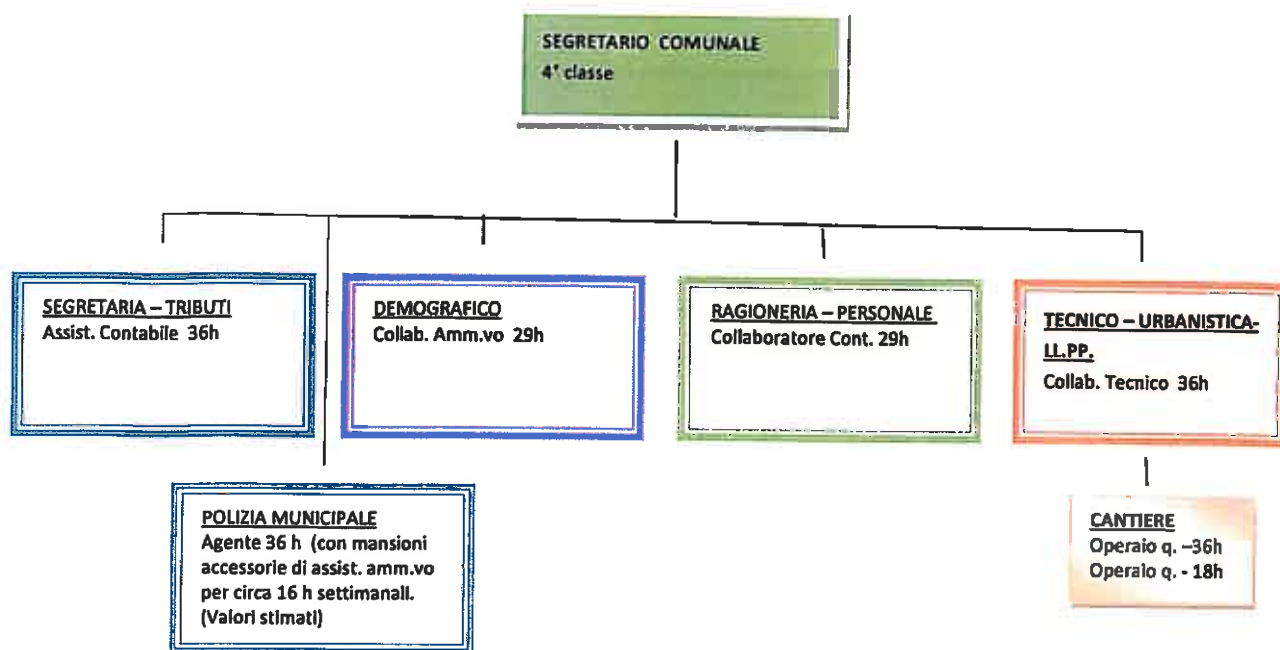 SEGRETARIO COMUNALE
4° classe
SEGRETARIA – TRIBUTI
Assist. Contabile 36h
DEMOGRAFICO
Collab. Amm.vo 29h
RAGIONERIA – PERSONALE
Collaboratore Cont. 29h
TECNICO – URBANISTICA-
LL.PP.
Collab. Tecnico 36h
POLIZIA MUNICIPALE
Agente 36 h (con mansioni
accessorie di assist. amm.vo
per circa 16 h settimanali.
(Valori stimati)
CANTIERE
Operaio q. –36h
Operaio q. - 18h